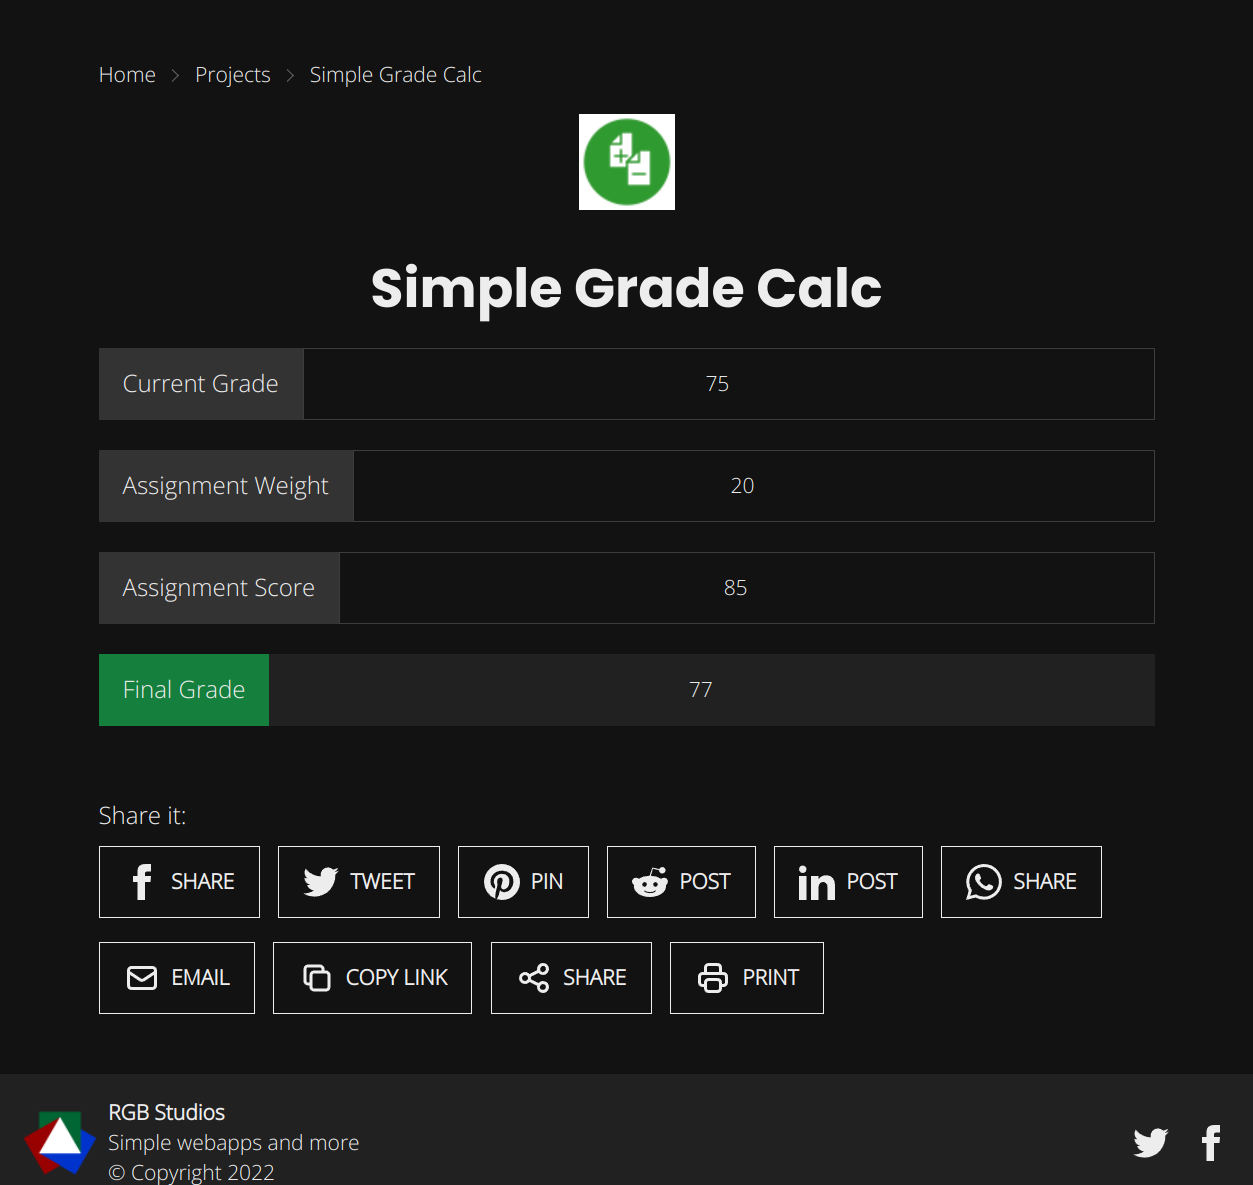 Home Projects Simple Grade Calc
Simple Grade Calc
Current Grade 75
Assignment Weight 20
Assignment Score 85
Final Grade 77
Share it:
SHARE TWEET PIN POST POST SHARE
EMAIL COPY LINK SHARE PRINT
RGB Studios
Simple webapps and more
© Copyright 2022